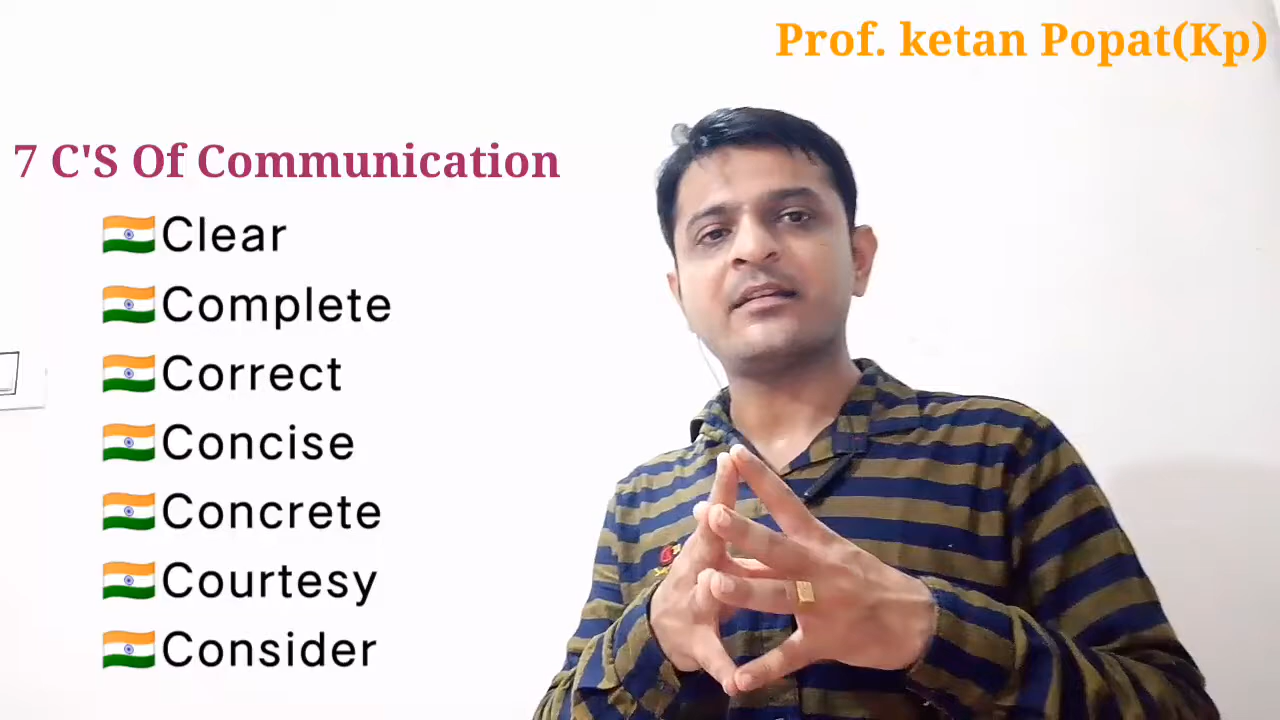 Prof. ketan Popat(Kp)
7 C'S Of Communication
Clear
Complete
Correct
Concise
Concrete
Courtesy
Consider